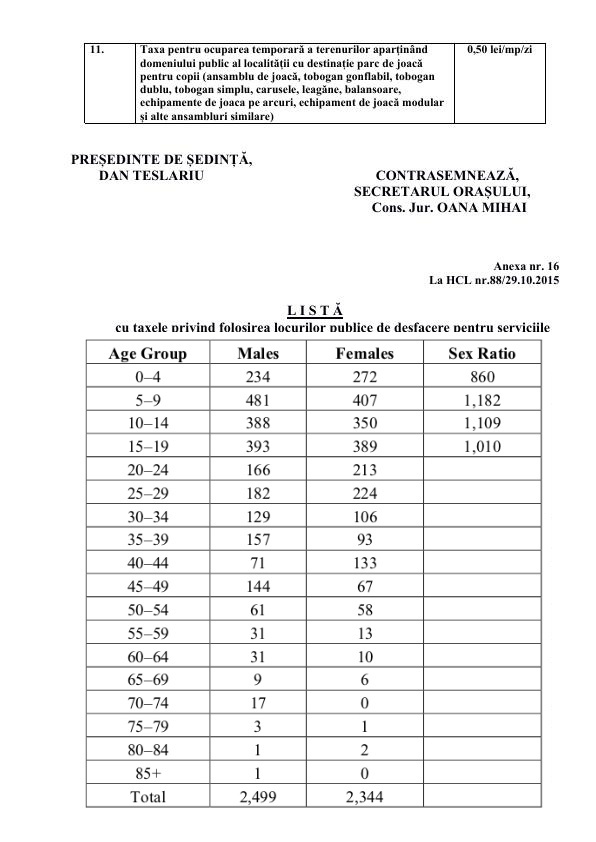 11. Taxa pentru ocuparea temporară a terenurilor aparținând 0,50 lei/mp/zi
domeniului public al localității cu destinație parc de joacă
pentru copii (ansamblu de joacă, tobogan gonflabil, tobogan
dublu, tobogan simplu, carusele, leagăne, balansoare,
echipamente de joaca pe arcuri, echipament de joacă modular
și alte ansambluri similare)
PREȘEDINTE DE ȘEDINȚĂ,
DAN TESLARIU CONTRASEMNEAZĂ,
SECRETARUL ORAȘULUI,
Cons. Jur. OANA MIHAI
Anexa nr. 16
La HCL nr.88/29.10.2015
L I S T Ă
cu taxele privind folosirea locurilor publice de desfacere pentru serviciile
Age Group Males Females Sex Ratio
0–4 234 272 860
5–9 481 407 1,182
10–14 388 350 1,109
15–19 393 389 1,010
20–24 166 213
25–29 182 224
30–34 129 106
35–39 157 93
40–44 71 133
45–49 144 67
50–54 61 58
55–59 31 13
60–64 31 10
65–69 9 6
70–74 17 0
75–79 3 1
80–84 1 2
85+ 1 0
Total 2,499 2,344